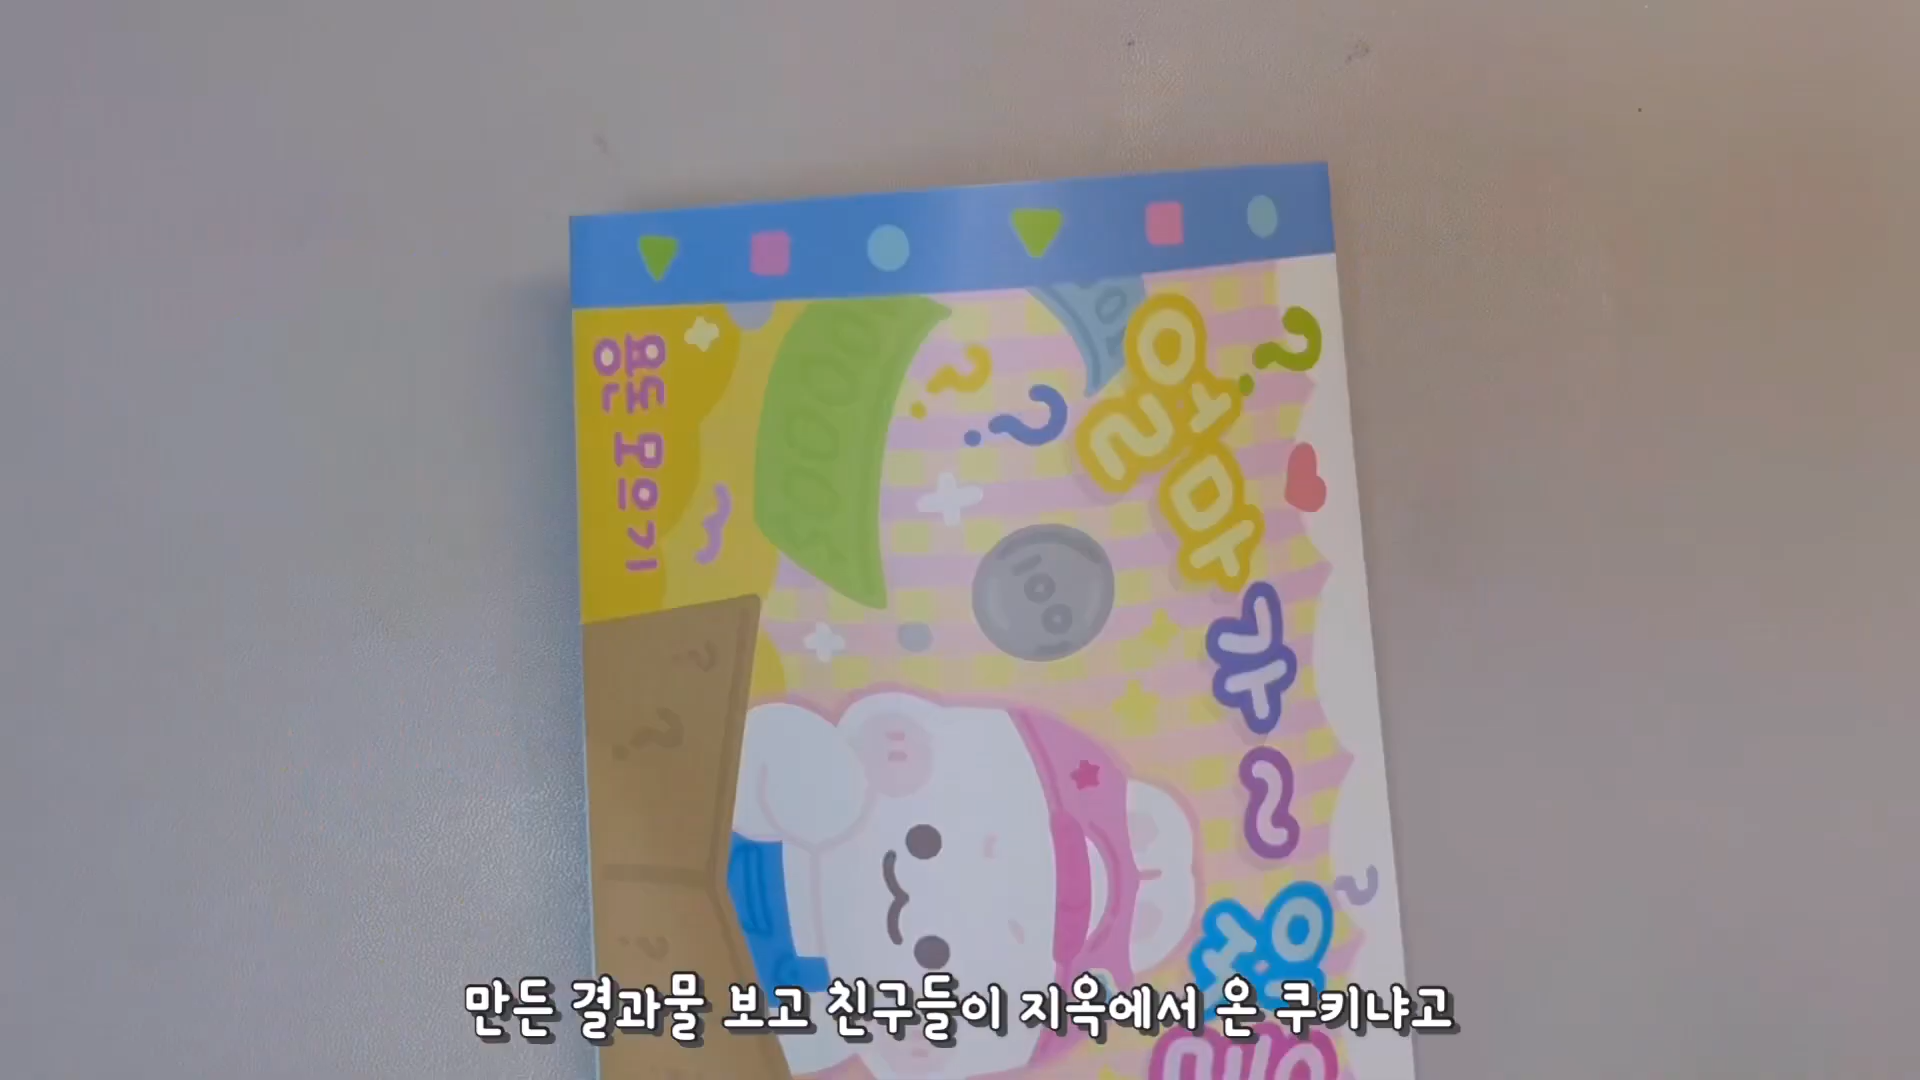 얼마가~
100
용돈 모으기
만든 결과물 보고 친구들이 지옥에서 온 쿠키냐고